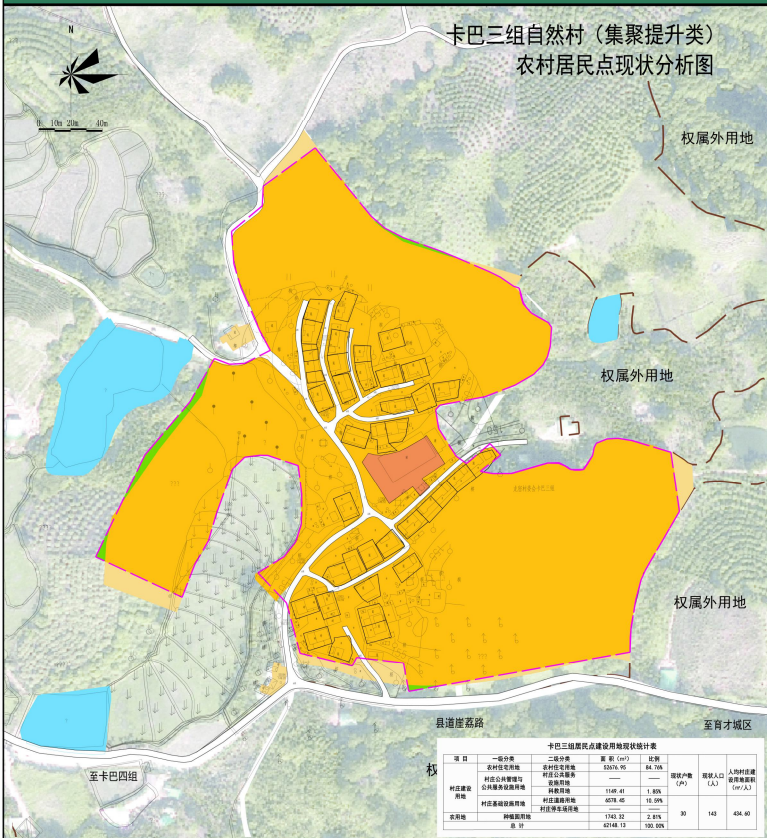 卡巴三组自然村（集聚提升类）
农村居民点现状分析图
N
0 10m 20m 40m
权属外用地
权属外用地
权属外用地
县道崖荔路
至育才城区
至卡巴四组
权
卡巴三组居民点建设用地现状统计表
项 目 一级分类 二级分类 面 积（m²） 比例 现状户数（户） 现状人口（人） 人均村庄建设用地面积（m²/人）
村庄建设用地 农村住宅用地 农村住宅用地 52676.95 84.76% 30 143 434.60
村庄公共管理与公共服务设施用地 村庄公共服务设施用地 —— ——
科教用地 1149.41 1.85%
村庄基础设施用地 村庄道路用地 6578.45 10.59%
村庄停车场用地 —— ——
农用地 种植园用地 1743.32 2.81%
总 计 62148.13 100.00%